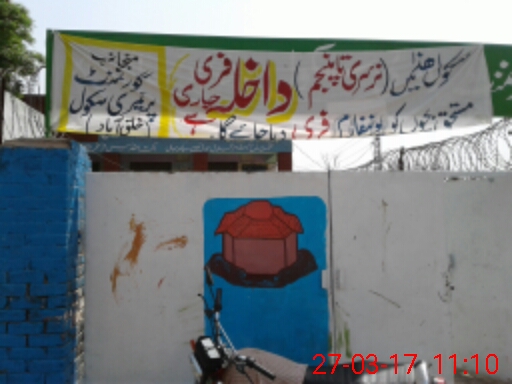 سکول ھذا میں (نرسری تا پنجم) داخلہ فری جاری ہے
مستحق بچوں کو یونیفارم فری دیا جائے گا
منجانب
گورنمنٹ
پرائمری سکول
27-03-17 11:10